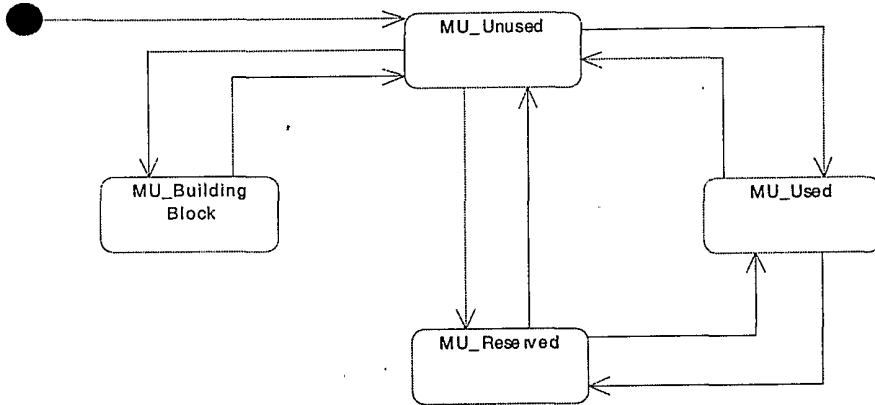 MU_Unused
MU_Building
Block
MU_Used
MU_Reserved